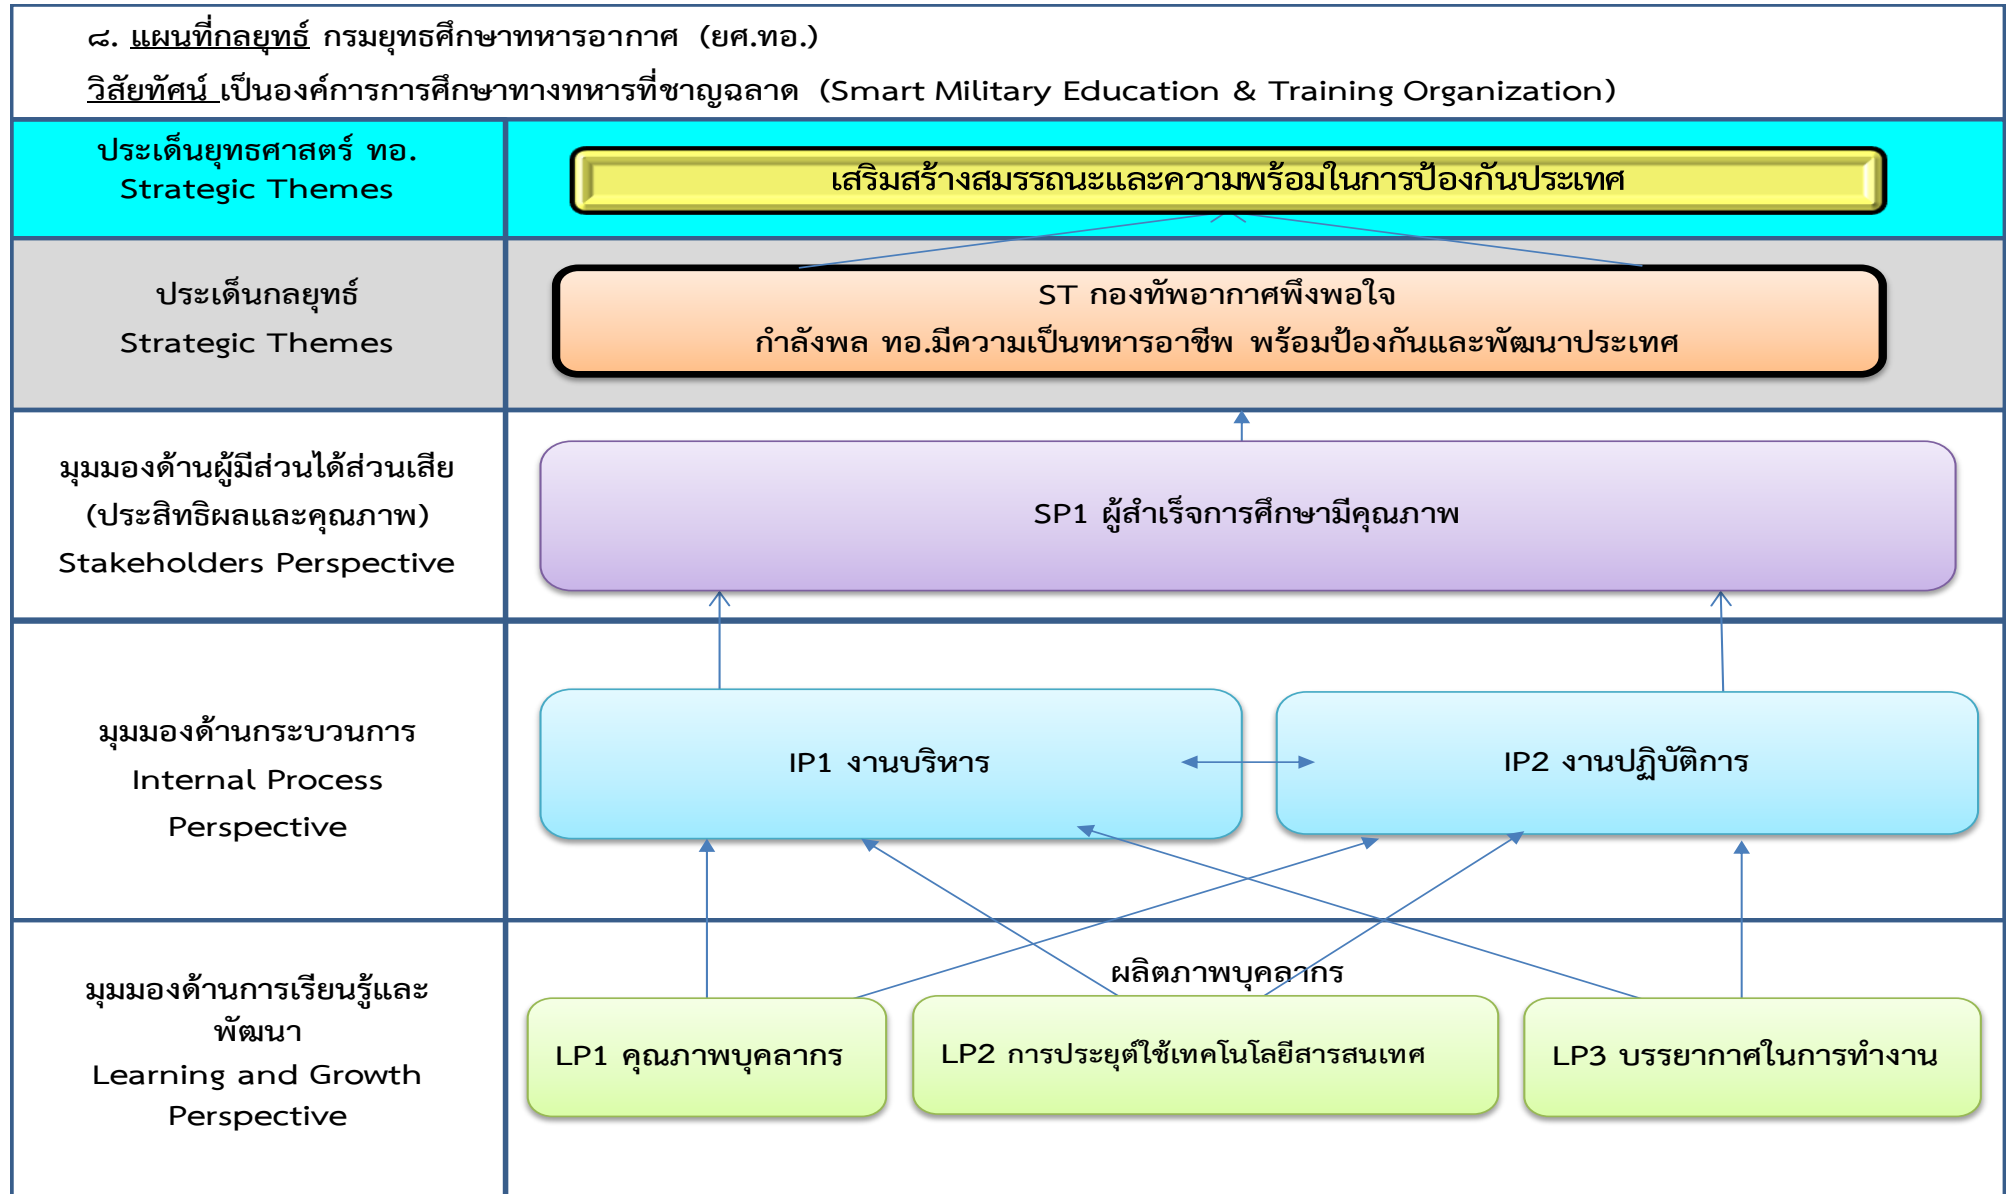 ๘. แผนที่กลยุทธ์ กรมยุทธศึกษาทหารอากาศ (ยศ.ทอ.)
วิสัยทัศน์ เป็นองค์การการศึกษาทางทหารที่ชาญฉลาด (Smart Military Education & Training Organization)
ประเด็นยุทธศาสตร์ ทอ.
Strategic Themes
เสริมสร้างสมรรถนะและความพร้อมในการป้องกันประเทศ
ประเด็นกลยุทธ์
Strategic Themes
ST กองทัพอากาศพึงพอใจ
กำลังพล ทอ.มีความเป็นทหารอาชีพ พร้อมป้องกันและพัฒนาประเทศ
มุมมองด้านผู้มีส่วนได้ส่วนเสีย
(ประสิทธิผลและคุณภาพ)
Stakeholders Perspective
SP1 ผู้สำเร็จการศึกษามีคุณภาพ
มุมมองด้านกระบวนการ
Internal Process
Perspective
IP1 งานบริหาร
IP2 งานปฏิบัติการ
มุมมองด้านการเรียนรู้และ
พัฒนา
Learning and Growth
Perspective
ผลิตภาพบุคลากร
LP1 คุณภาพบุคลากร
LP2 การประยุต์ใช้เทคโนโลยีสารสนเทศ
LP3 บรรยากาศในการทำงาน